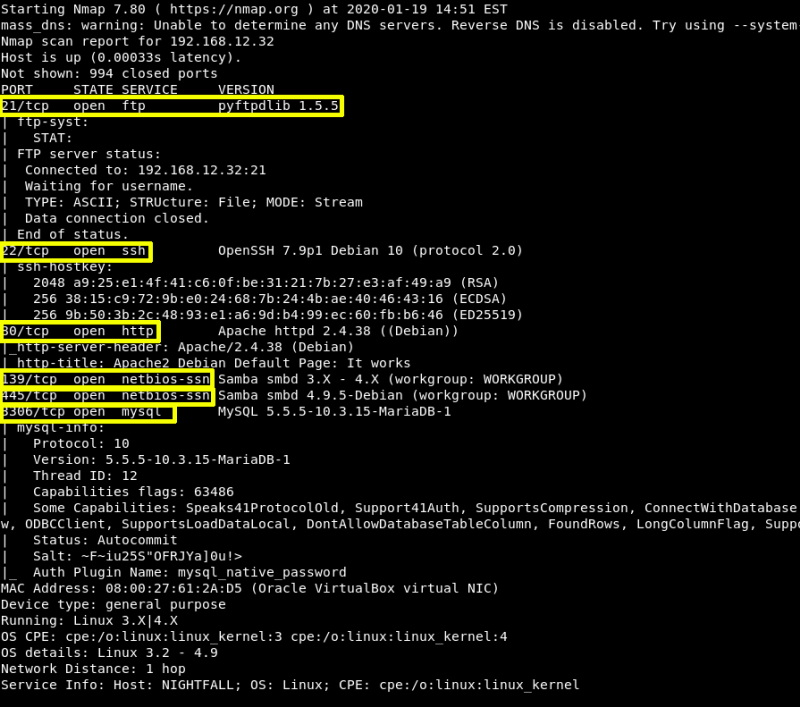 Starting Nmap 7.80 ( https://nmap.org ) at 2020-01-19 14:51 EST
mass_dns: warning: Unable to determine any DNS servers. Reverse DNS is disabled. Try using --system-
Nmap scan report for 192.168.12.32
Host is up (0.00033s latency).
Not shown: 994 closed ports
PORT     STATE SERVICE     VERSION
21/tcp   open  ftp         pyftpdlib 1.5.5
| ftp-syst:
|   STAT:
| FTP server status:
|  Connected to: 192.168.12.32:21
|  Waiting for username.
|  TYPE: ASCII; STRUcture: File; MODE: Stream
|  Data connection closed.
| End of status.
22/tcp   open  ssh         OpenSSH 7.9p1 Debian 10 (protocol 2.0)
| ssh-hostkey:
|   2048 a9:25:e1:4f:41:c6:0f:be:31:21:7b:27:e3:af:49:a9 (RSA)
|   256 38:15:c9:72:9b:e0:24:68:7b:24:4b:ae:40:46:43:16 (ECDSA)
|   256 9b:50:3b:2c:48:93:e1:a6:9d:b4:99:ec:60:fb:b6:46 (ED25519)
80/tcp   open  http        Apache httpd 2.4.38 ((Debian))
|_http-server-header: Apache/2.4.38 (Debian)
|_http-title: Apache2 Debian Default Page: It works
139/tcp  open  netbios-ssn Samba smbd 3.X - 4.X (workgroup: WORKGROUP)
445/tcp  open  netbios-ssn Samba smbd 4.9.5-Debian (workgroup: WORKGROUP)
3306/tcp open  mysql       MySQL 5.5.5-10.3.15-MariaDB-1
| mysql-info:
|   Protocol: 10
|   Version: 5.5.5-10.3.15-MariaDB-1
|   Thread ID: 12
|   Capabilities flags: 63486
|   Some Capabilities: Speaks41ProtocolOld, Support41Auth, SupportsCompression, ConnectWithDatabase
w, ODBCClient, SupportsLoadDataLocal, DontAllowDatabaseTableColumn, FoundRows, LongColumnFlag, Suppo
|   Status: Autocommit
|   Salt: ~F~iu25S"OFRJYa]0u!>
|_  Auth Plugin Name: mysql_native_password
MAC Address: 08:00:27:61:2A:D5 (Oracle VirtualBox virtual NIC)
Device type: general purpose
Running: Linux 3.X|4.X
OS CPE: cpe:/o:linux:linux_kernel:3 cpe:/o:linux:linux_kernel:4
OS details: Linux 3.2 - 4.9
Network Distance: 1 hop
Service Info: Host: NIGHTFALL; OS: Linux; CPE: cpe:/o:linux:linux_kernel